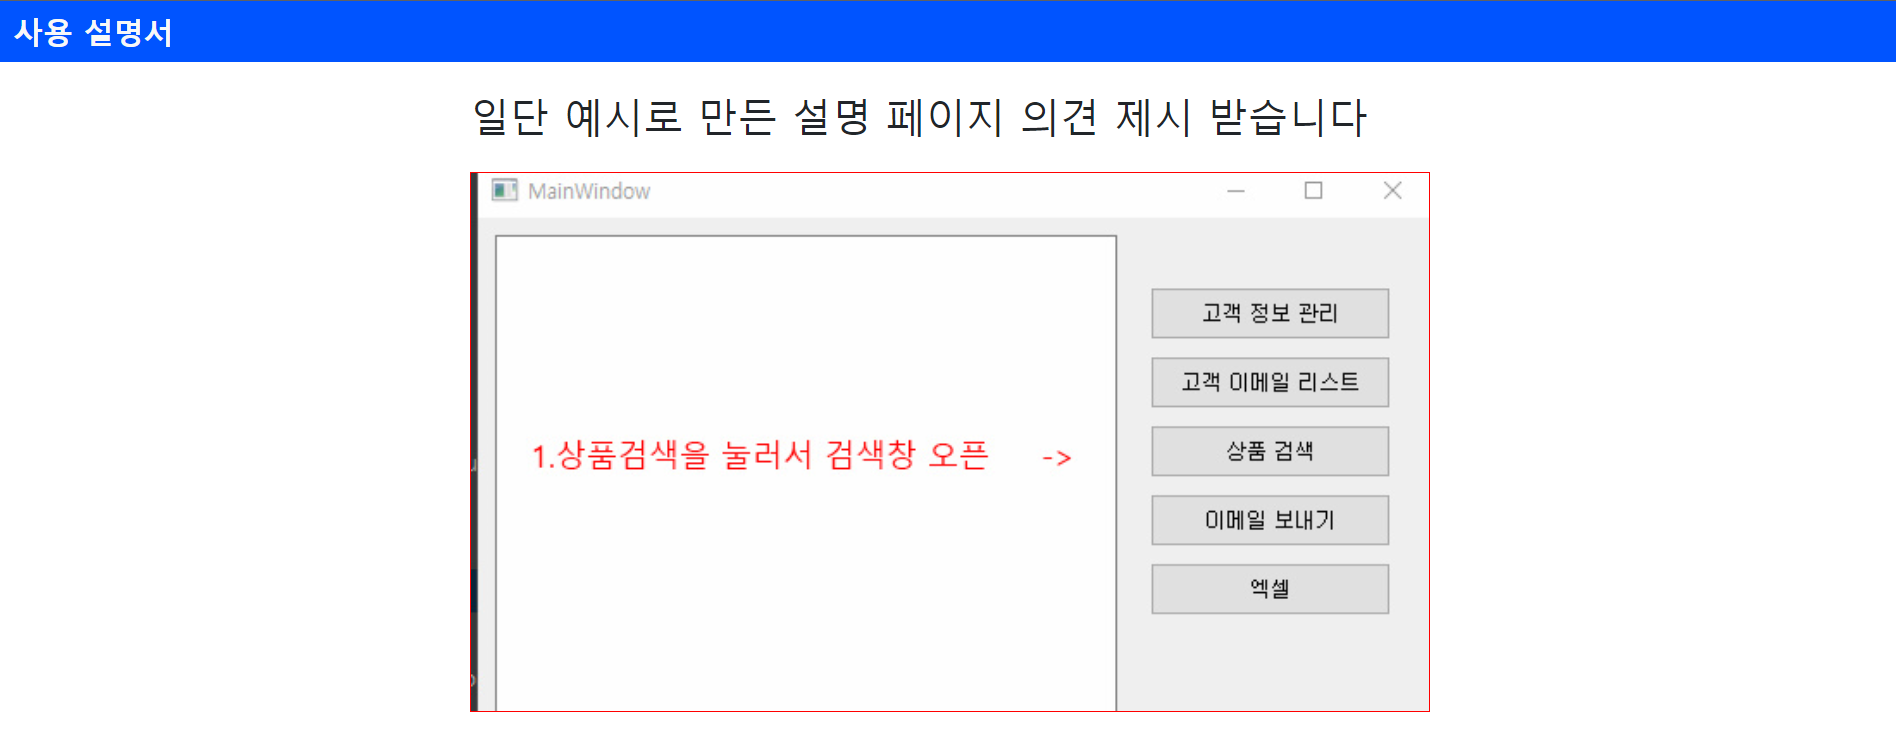 사용 설명서
일단 예시로 만든 설명 페이지 의견 제시 받습니다
MainWindow
고객 정보 관리
고객 이메일 리스트
1.상품검색을 눌러서 검색창 오픈 ->
상품 검색
이메일 보내기
엑셀